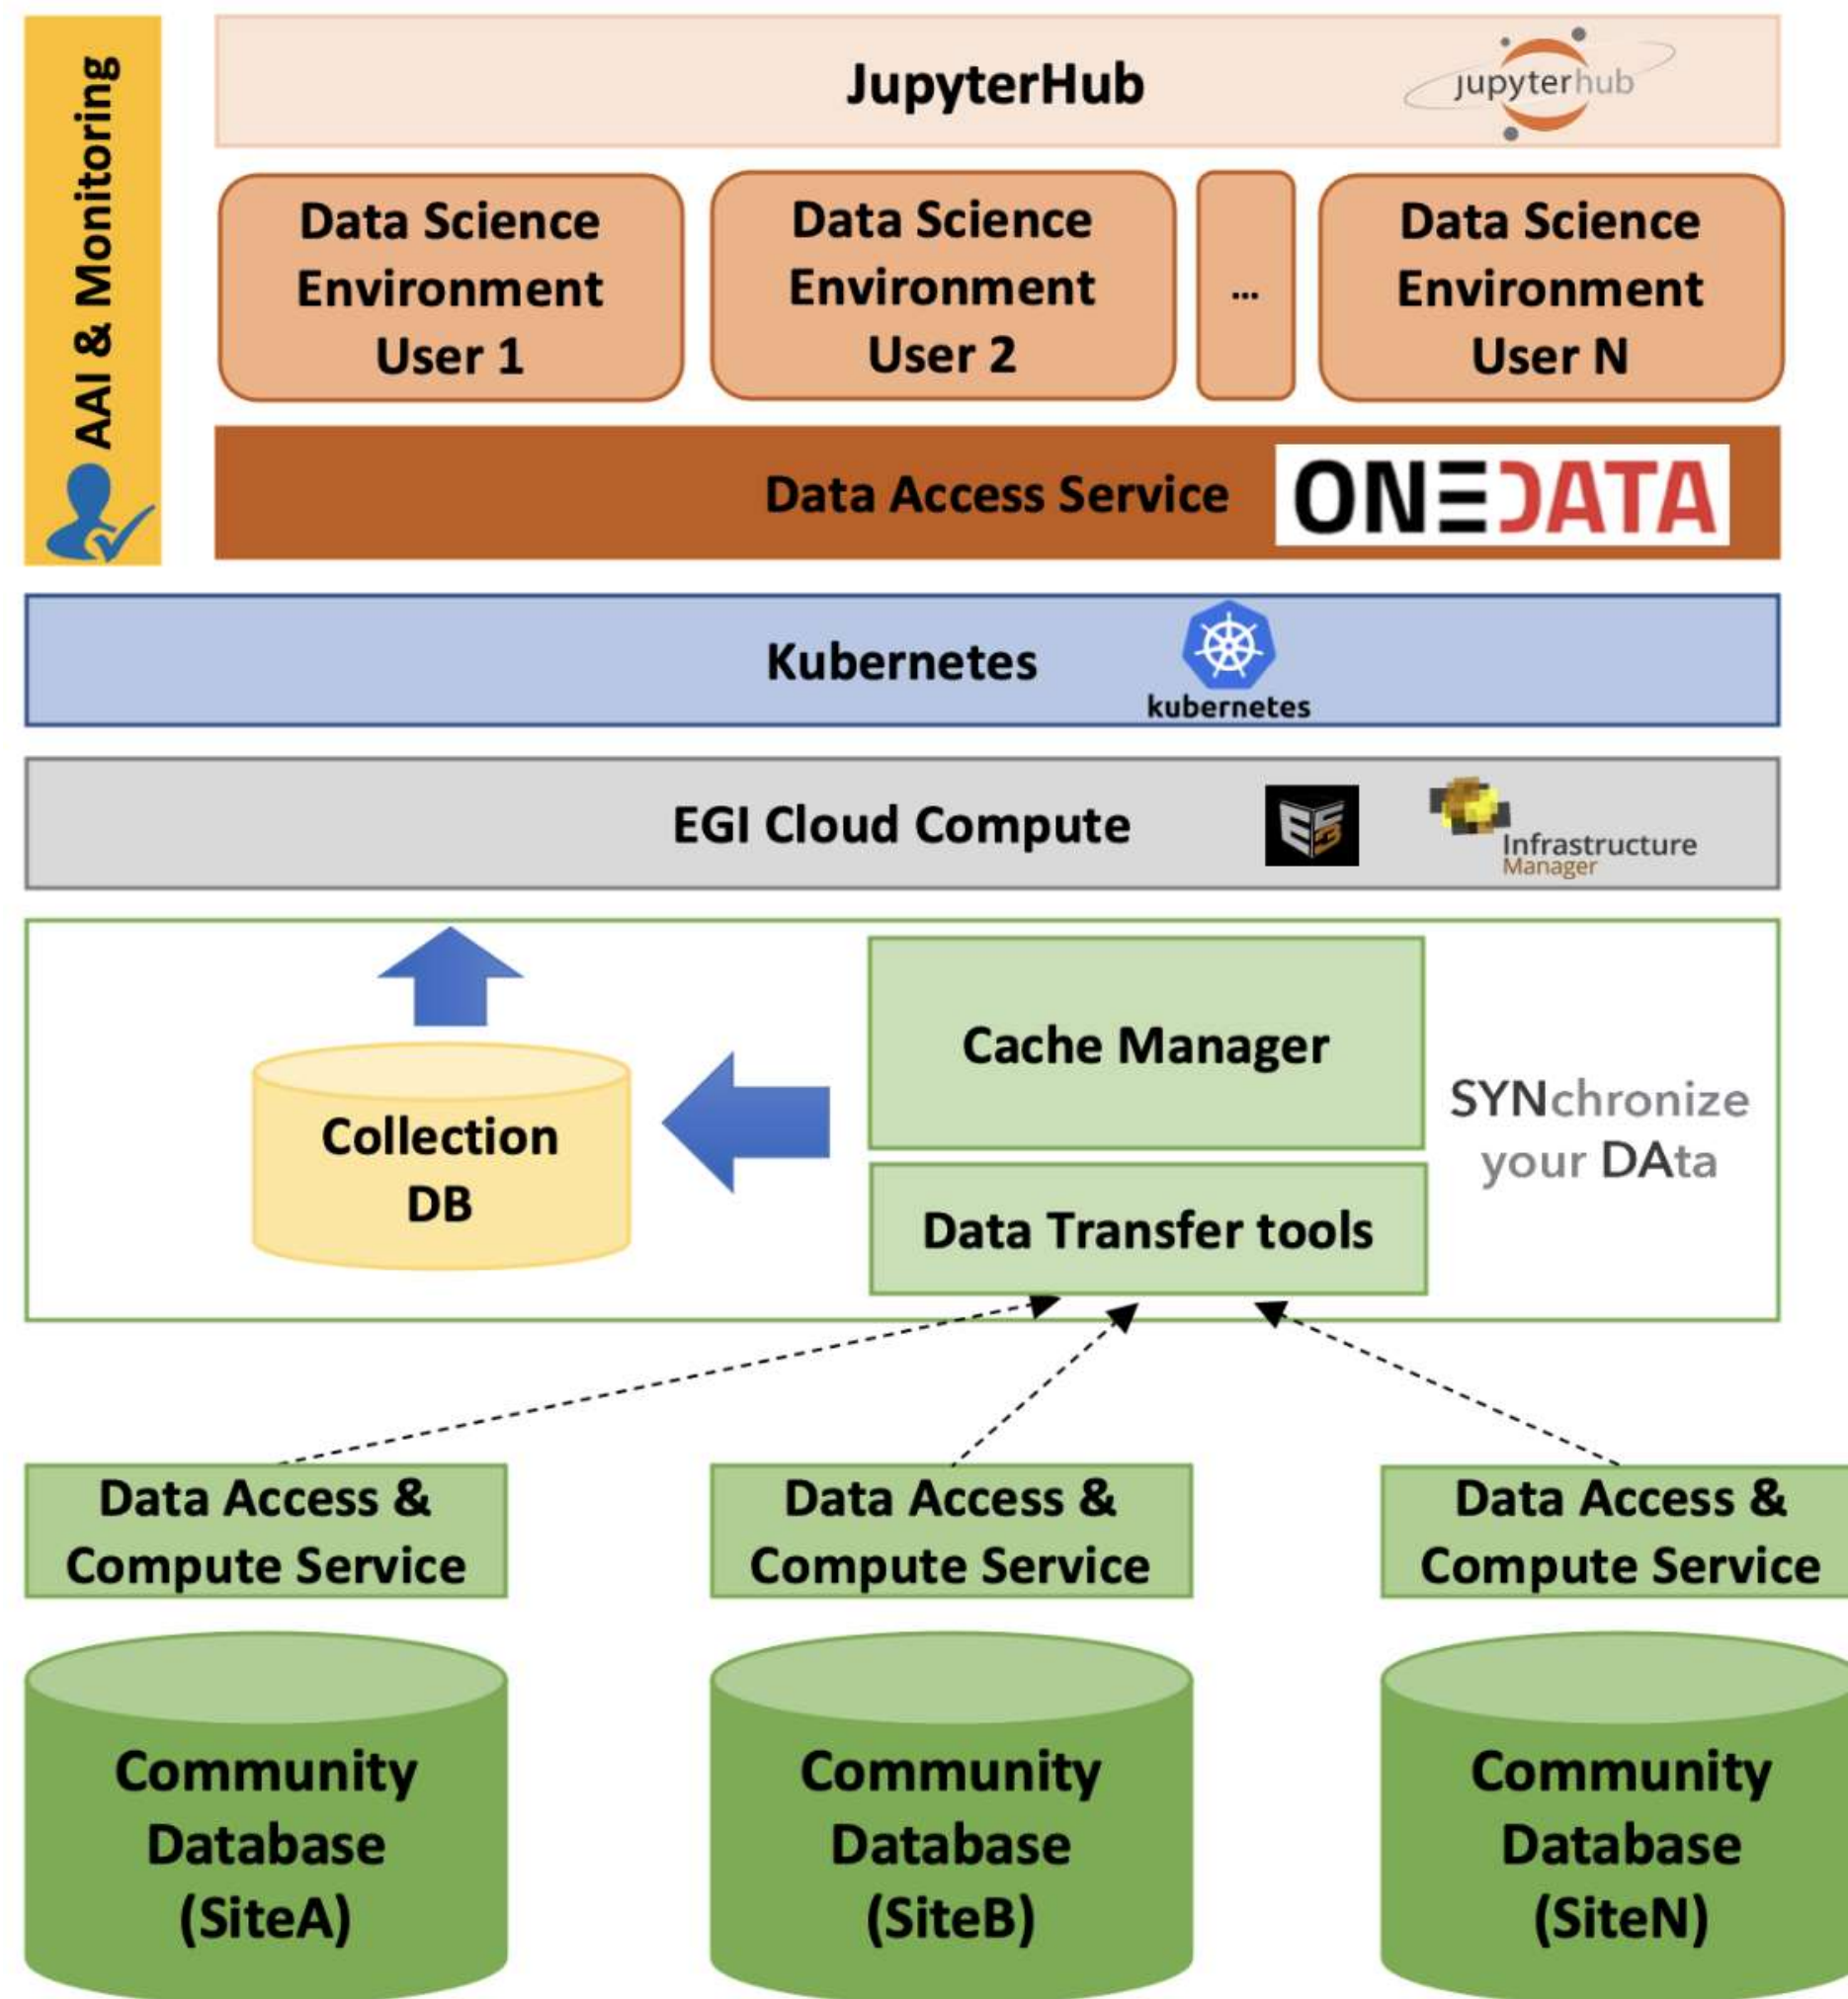 AAI & Monitoring
JupyterHub
jupyterhub
Data Science
Environment
User 1
Data Science
Environment
User 2
...
Data Science
Environment
User N
Data Access Service
ONEDATA
Kubernetes
kubernetes
EGI Cloud Compute
EC3
Infrastructure
Manager
Cache Manager
Collection
DB
SYNchronize
your DAta
Data Transfer tools
Data Access &
Compute Service
Data Access &
Compute Service
Data Access &
Compute Service
Community
Database
(SiteA)
Community
Database
(SiteB)
Community
Database
(SiteN)